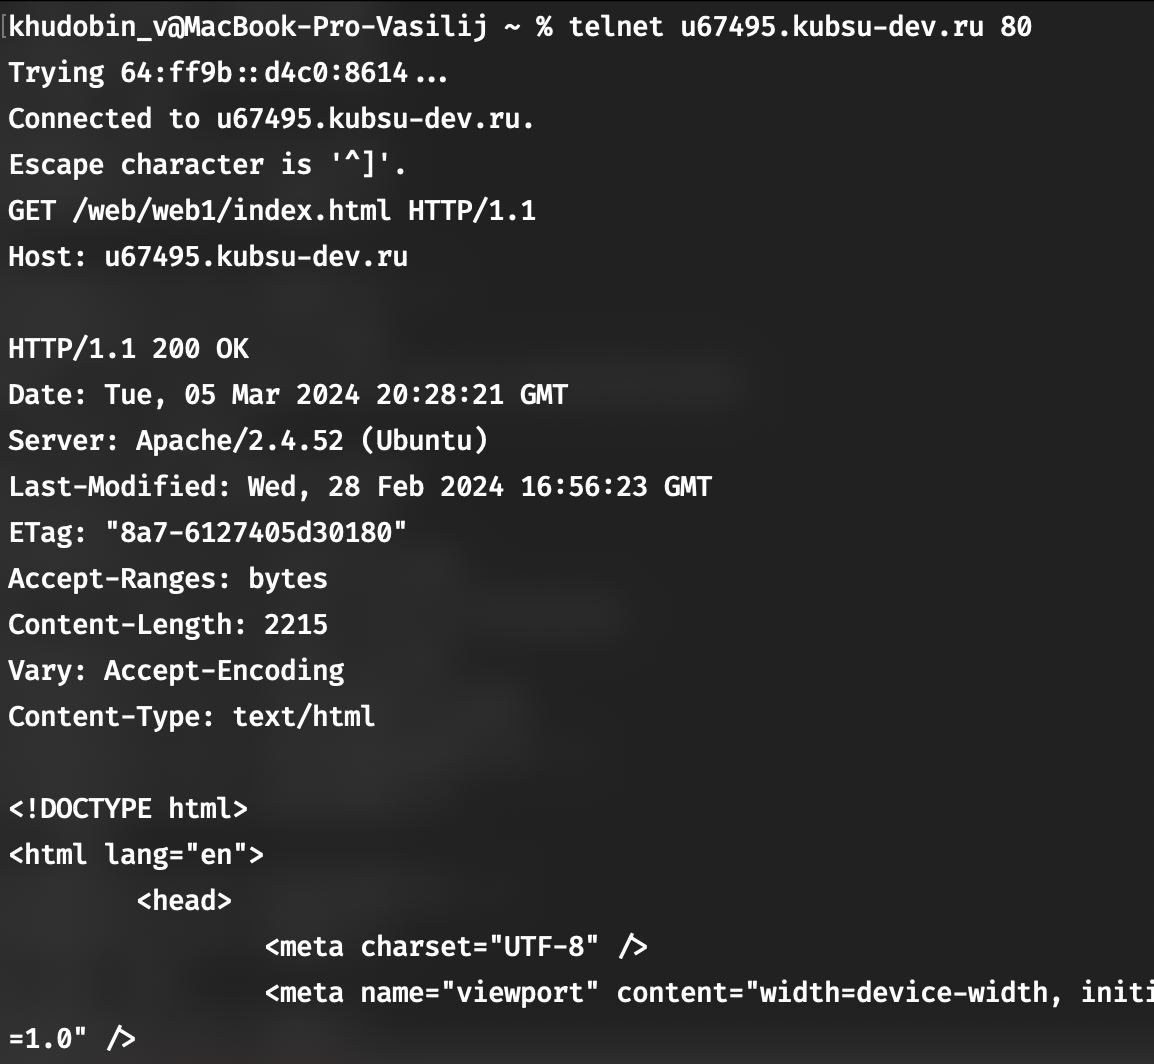 [khudobin_v@MacBook-Pro-Vasilij ~ % telnet u67495.kubsu-dev.ru 80
Trying 64:ff9b::d4c0:8614...
Connected to u67495.kubsu-dev.ru.
Escape character is '^]'.
GET /web/web1/index.html HTTP/1.1
Host: u67495.kubsu-dev.ru
HTTP/1.1 200 OK
Date: Tue, 05 Mar 2024 20:28:21 GMT
Server: Apache/2.4.52 (Ubuntu)
Last-Modified: Wed, 28 Feb 2024 16:56:23 GMT
ETag: "8a7-6127405d30180"
Accept-Ranges: bytes
Content-Length: 2215
Vary: Accept-Encoding
Content-Type: text/html
<!DOCTYPE html>
<html lang="en">
<head>
<meta charset="UTF-8" />
<meta name="viewport" content="width=device-width, initi
=1.0" />